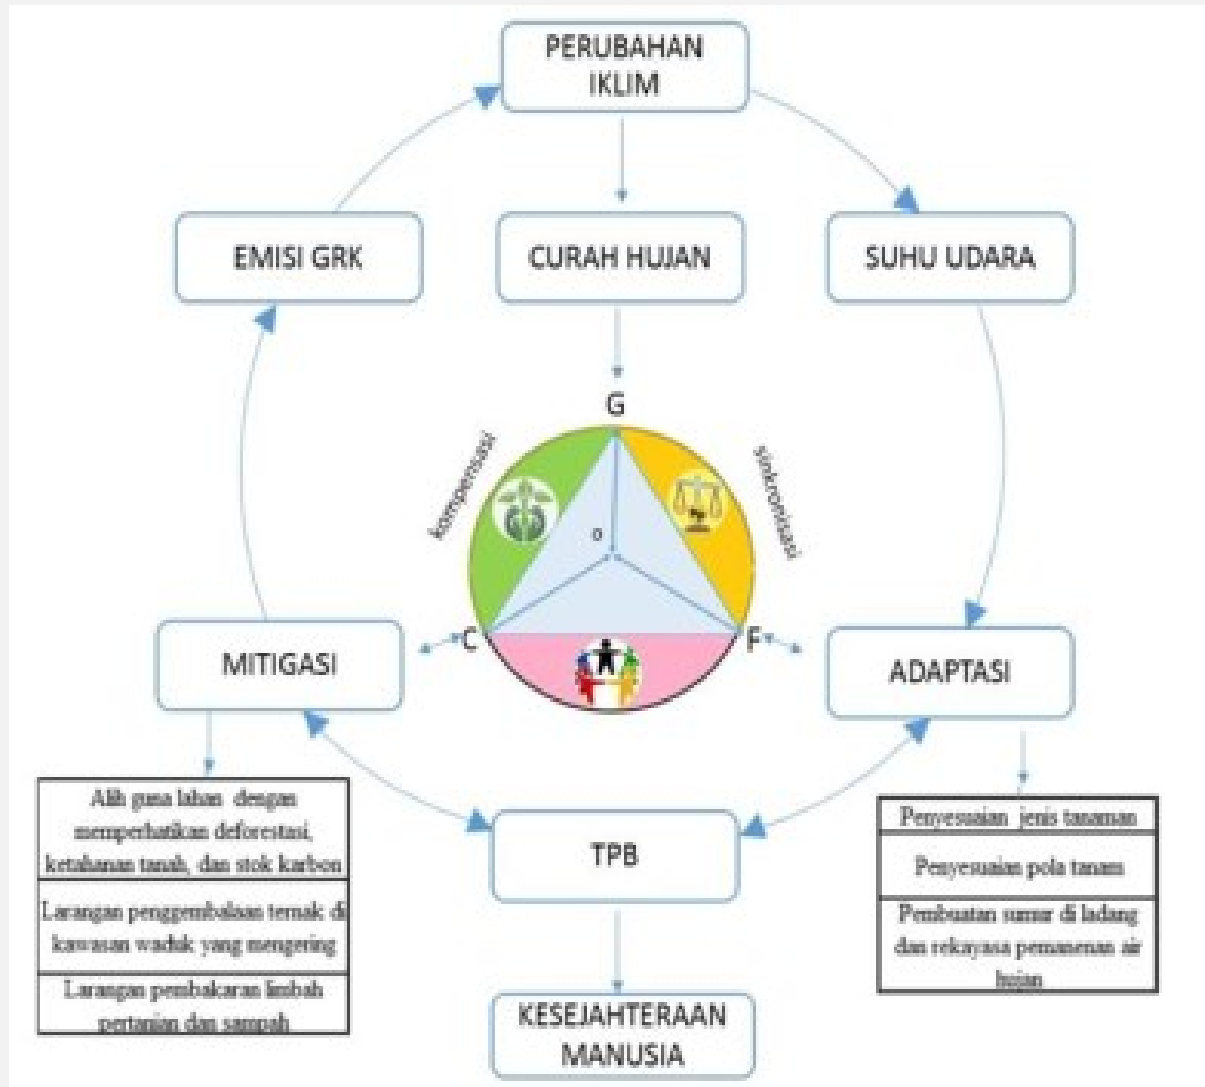 PERUBAHAN
IKLIM
EMISI GRK
CURAH HUJAN
SUHU UDARA
G
kompensasi
sinkronisasi
o
C
F
MITIGASI
ADAPTASI
Alih guna lahan dengan
memperhatikan deforestasi,
ketahanan tanah, dan stok karbon
Larangan penggembalaan ternak di
kawasan waduk yang mengering
Larangan pembakaran limbah
pertanian dan sampah
TPB
Penyesuaian jenis tanaman
Penyesuaian pola tanam
Pembuatan sumur di ladang
dan rekayasa pemanenan air
hujan
KESEJAHTERAAN
MANUSIA